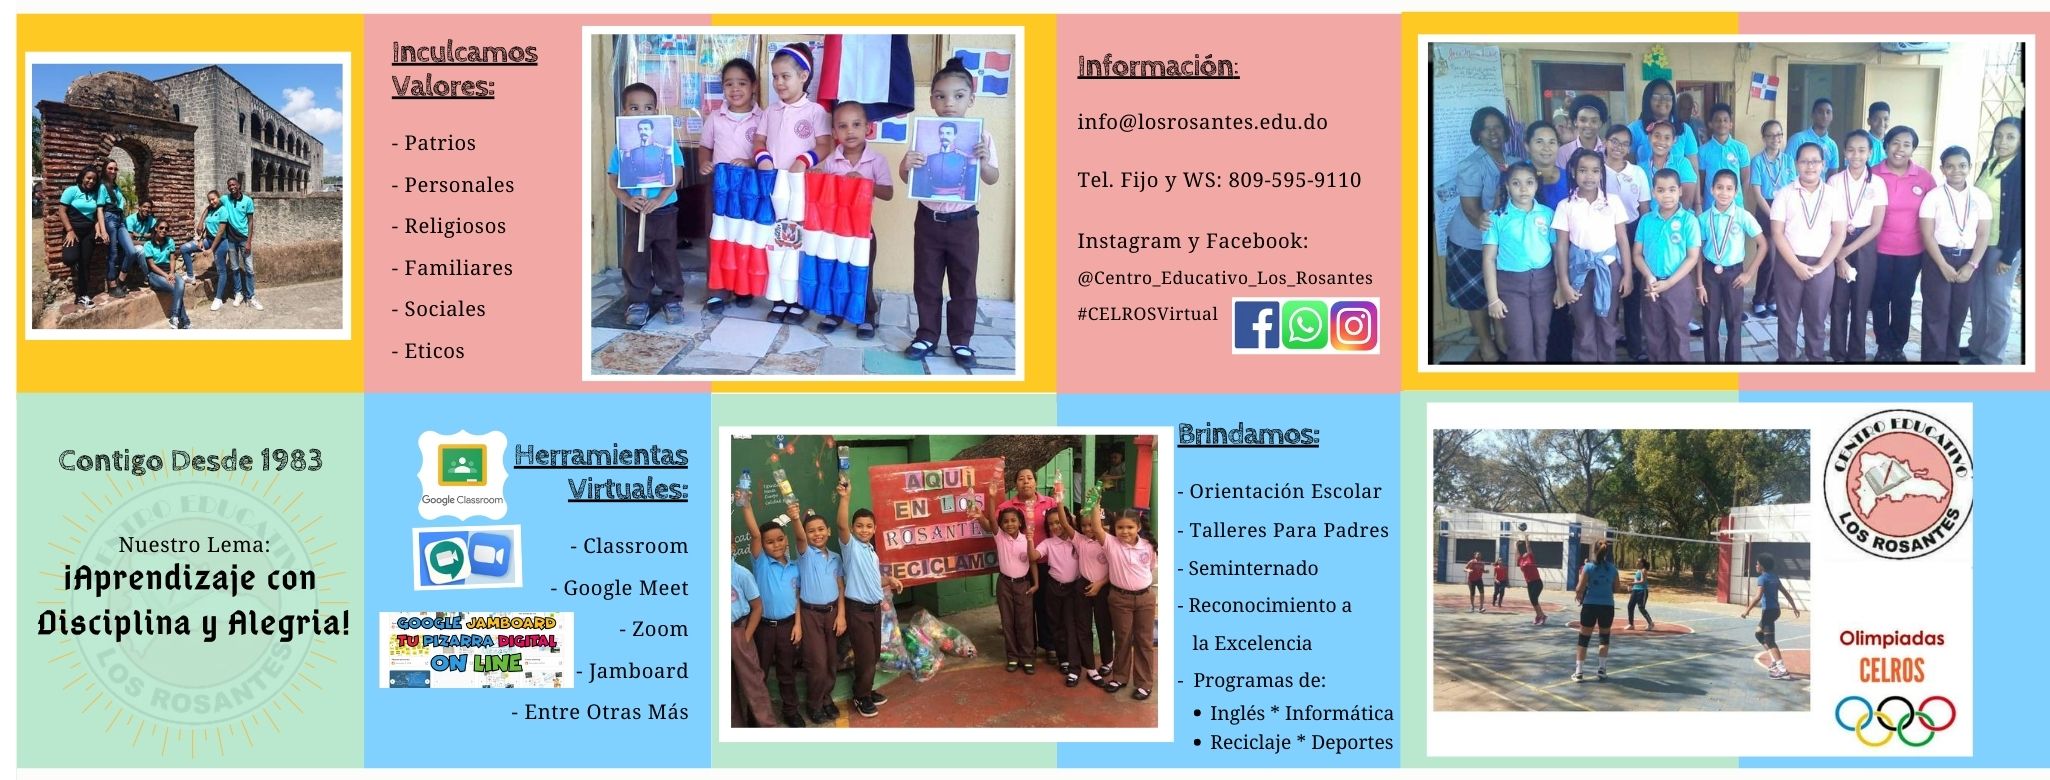 Inculcamos
Valores:
- Patrios
- Personales
- Religiosos
- Familiares
- Sociales
- Eticos
Información:
info@losrosantes.edu.do
Tel. Fijo y WS: 809-595-9110
Instagram y Facebook:
@Centro_Educativo_Los_Rosantes
#CELROSVirtual
Contigo Desde 1983
Nuestro Lema:
¡Aprendizaje con
Disciplina y Alegria!
CENTRO EDUCATIVO
LOS ROSANTES
Google Classroom
Herramientas
Virtuales:
- Classroom
- Google Meet
- Zoom
- Jamboard
- Entre Otras Más
GOOGLE JAMBOARD
TU PIZARRA DIGITAL
ON LINE
AQUI
EN LOS
ROSANTE
RECICLAMO
Brindamos:
- Orientación Escolar
- Talleres Para Padres
- Seminternado
- Reconocimiento a
la Excelencia
- Programas de:
• Inglés * Informática
• Reciclaje * Deportes
CENTRO EDUCATIVO
LOS ROSANTES
Olimpiadas
CELROS